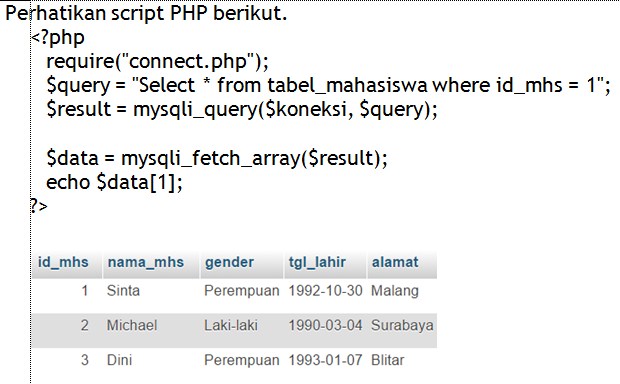 Perhatikan script PHP berikut.
<?php
require("connect.php");
$query = "Select * from tabel_mahasiswa where id_mhs = 1";
$result = mysqli_query($koneksi, $query);
$data = mysqli_fetch_array($result);
echo $data[1];
?>
id_mhs nama_mhs gender tgl_lahir alamat
1 Sinta Perempuan 1992-10-30 Malang
2 Michael Laki-laki 1990-03-04 Surabaya
3 Dini Perempuan 1993-01-07 Blitar